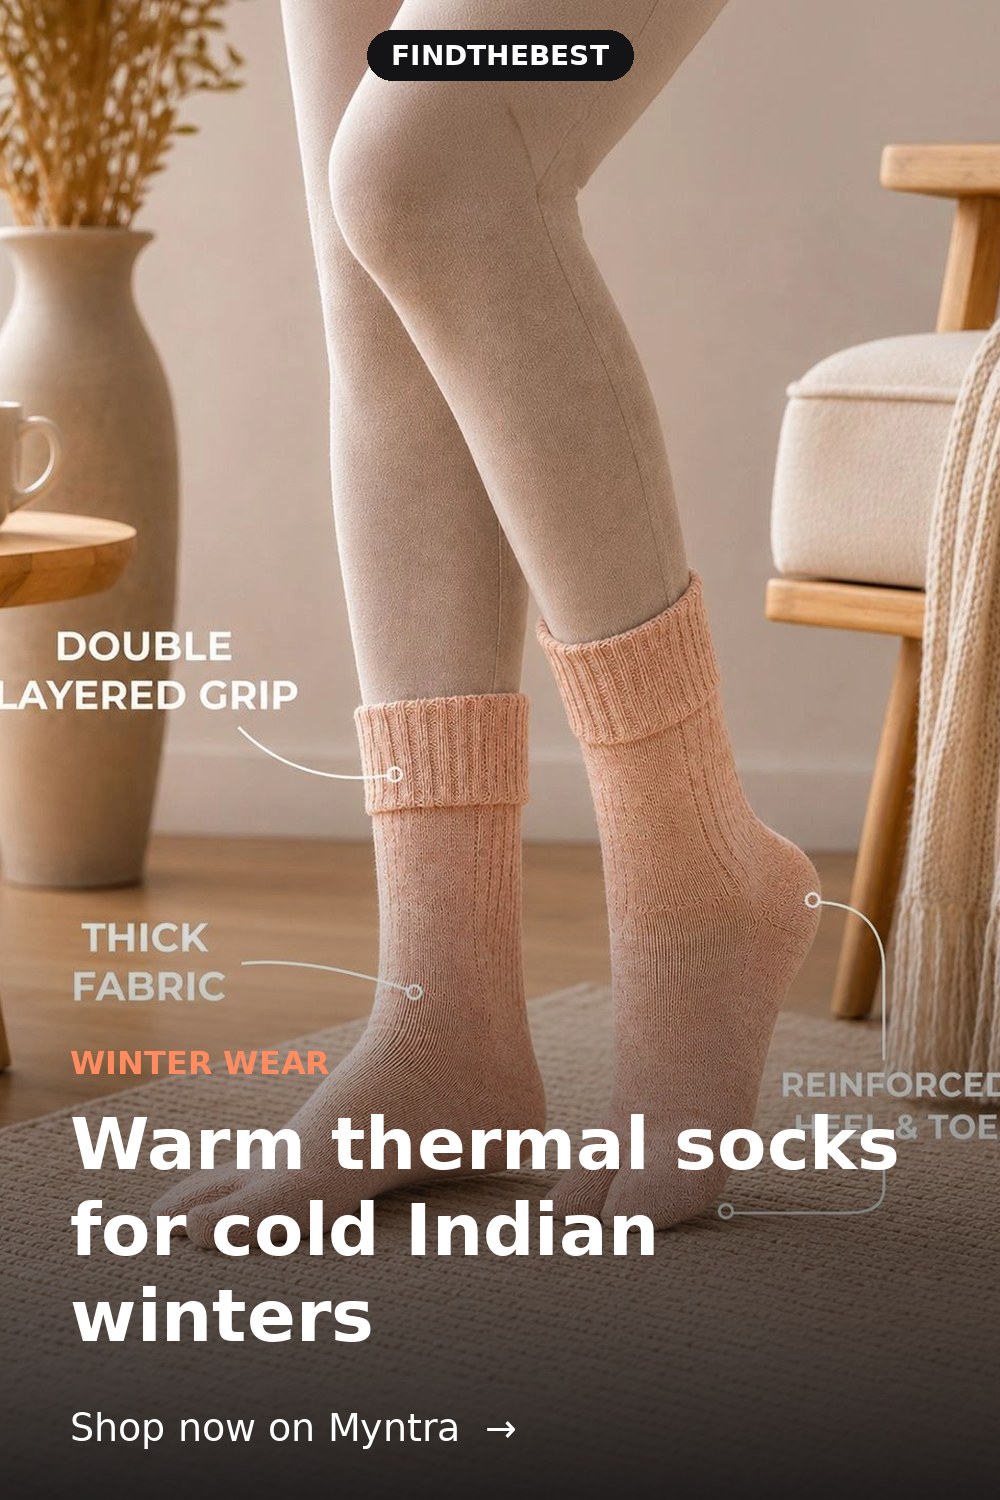 FINDTHEBEST
DOUBLE
LAYERED GRIP
THICK
FABRIC
WINTER WEAR
REINFORCED
HEEL & TOE
Warm thermal socks
for cold Indian
winters
Shop now on Myntra →